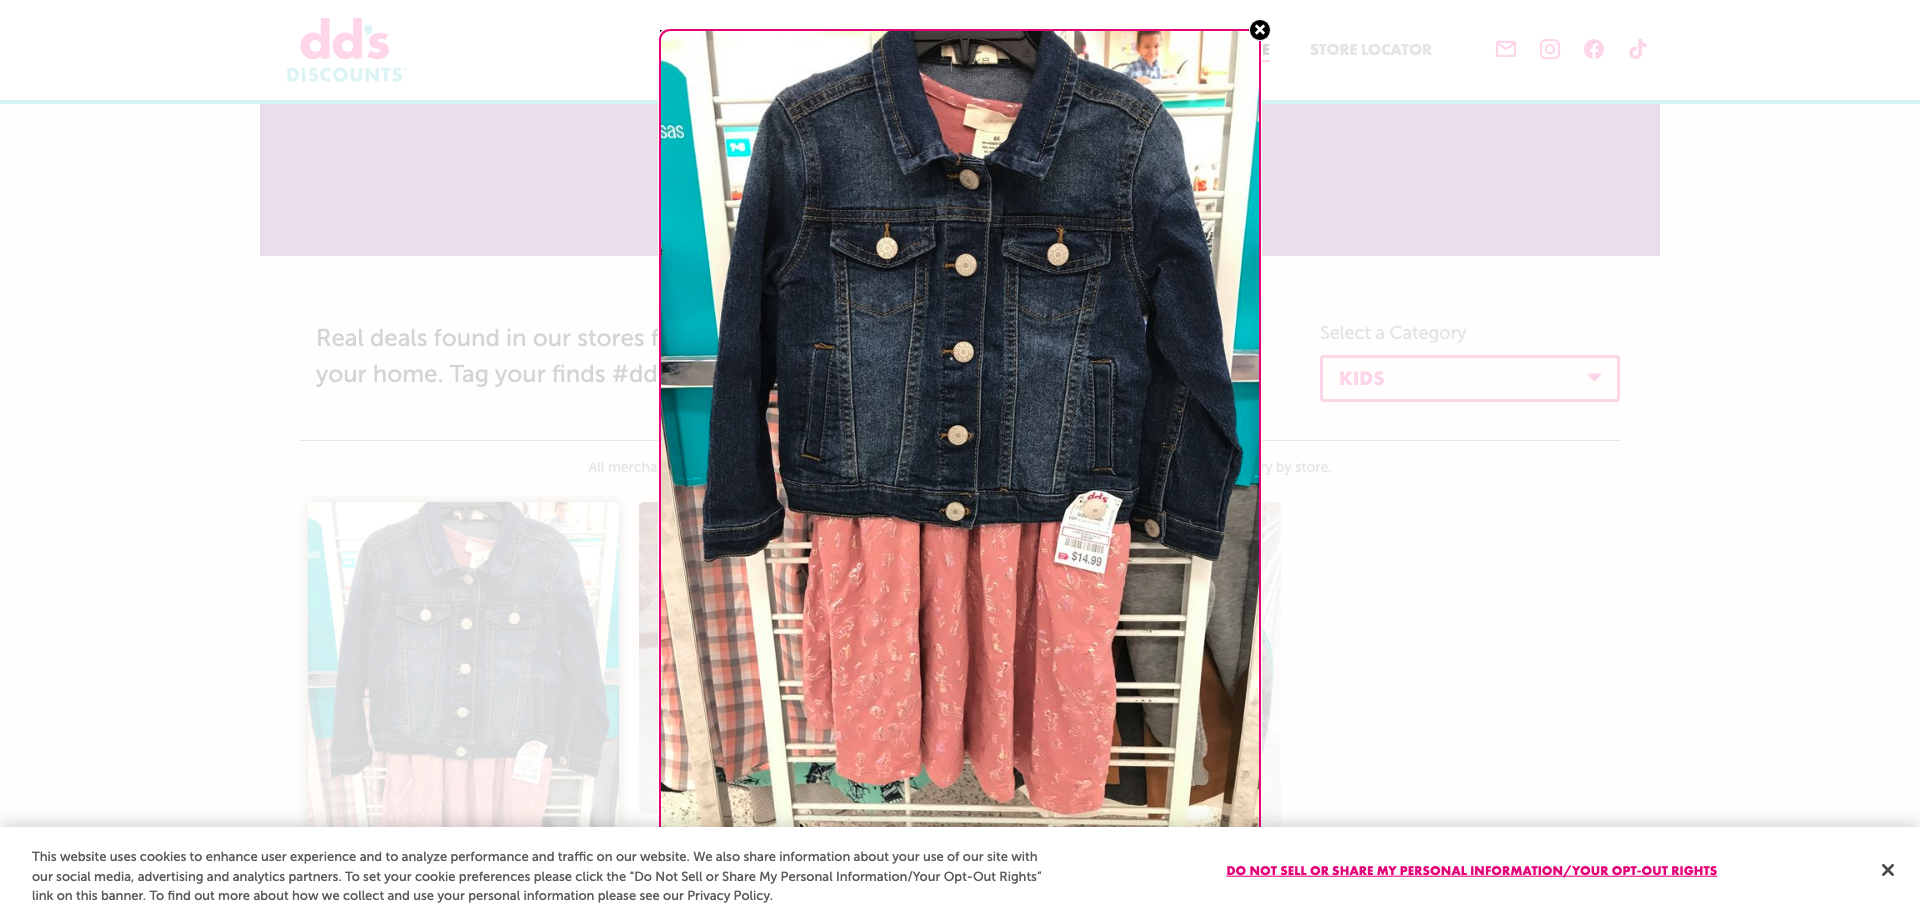 dd's
DISCOUNTS
STORE LOCATOR
sas
6X
Real deals found in our stores f
your home. Tag your finds #dd
Select a Category
KIDS
All mercha
ry by store.
dd's
$14.99
This website uses cookies to enhance user experience and to analyze performance and traffic on our website. We also share information about your use of our site with
our social media, advertising and analytics partners. To set your cookie preferences please click the “Do Not Sell or Share My Personal Information/Your Opt-Out Rights”
link on this banner. To find out more about how we collect and use your personal information please see our Privacy Policy.
DO NOT SELL OR SHARE MY PERSONAL INFORMATION/YOUR OPT-OUT RIGHTS